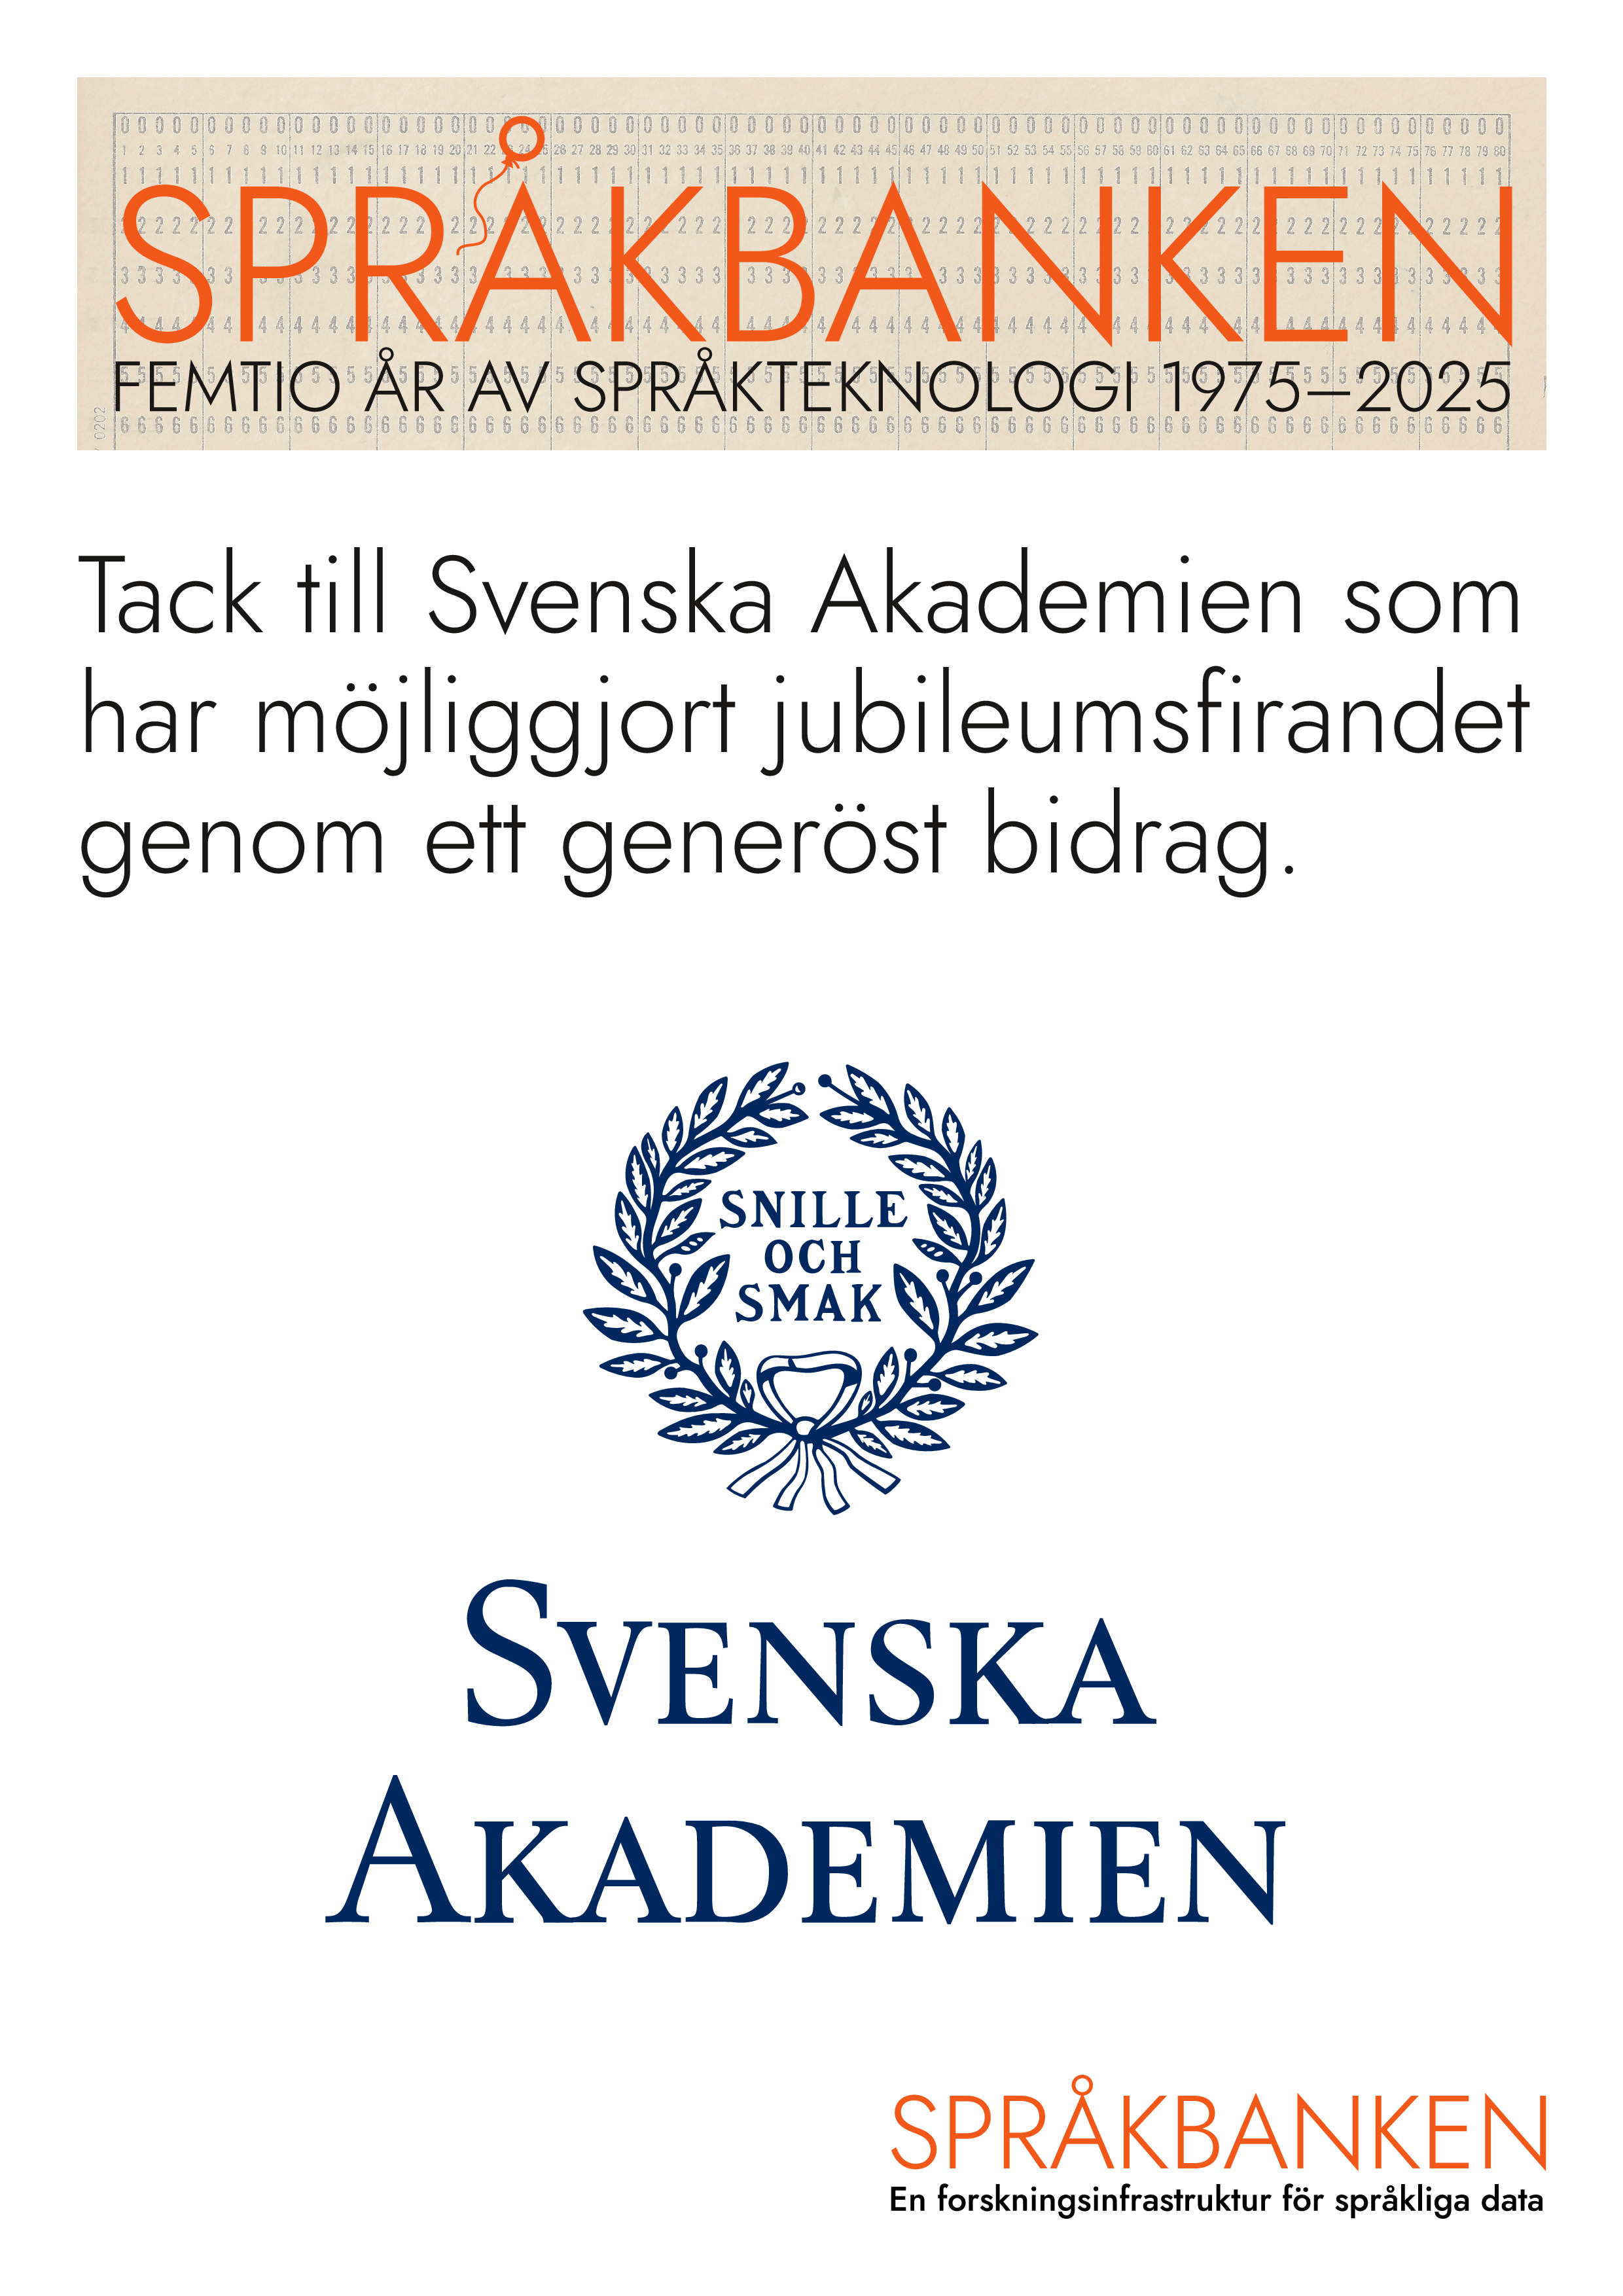 SPRÅKBANKEN
FEMTIO ÅR AV SPRÅKTEKNOLOGI 1975–2025
Tack till Svenska Akademien som
har möjliggjort jubileumsfirandet
genom ett generöst bidrag.
SNILLE
OCH
SMAK
SVENSKA
AKADEMIEN
SPRÅKBANKEN
En forskningsinfrastruktur för språkliga data